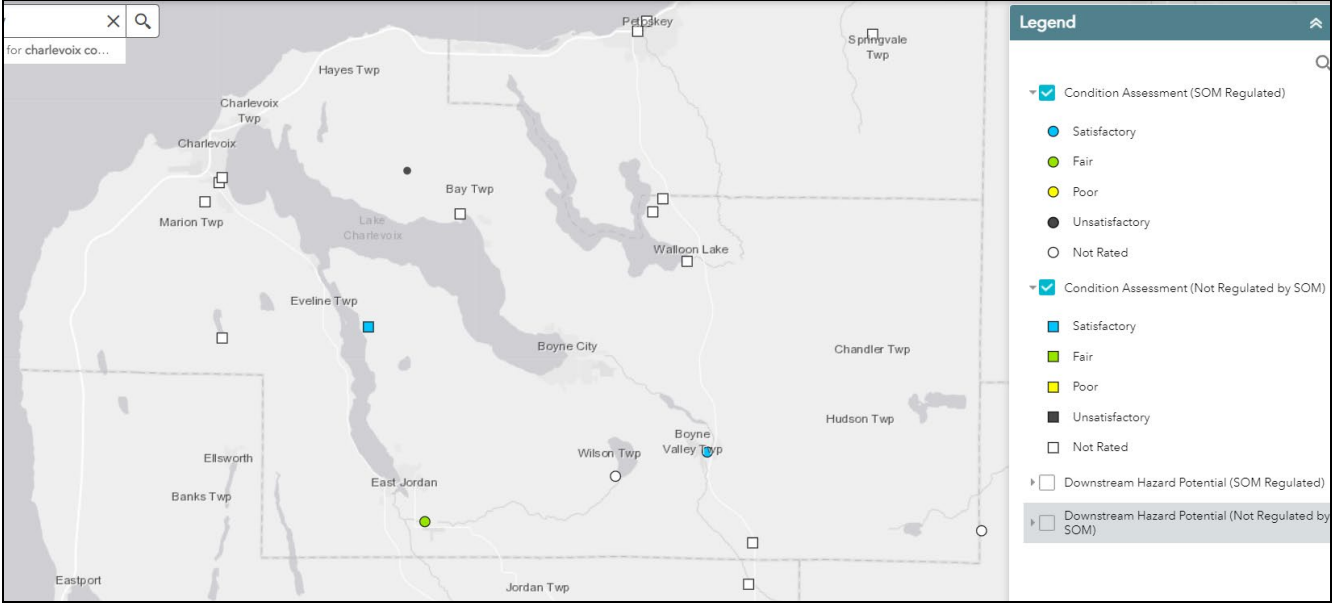 for charlevoix co...
Petoskey
Springvale
Twp
Hayes Twp
Charlevoix
Twp
Charlevoix
Bay Twp
Marion Twp
Lake
Charlevoix
Walloon Lake
Eveline Twp
Boyne City
Chandler Twp
Hudson Twp
Boyne
Valley Twp
Wilson Twp
Ellsworth
East Jordan
Banks Twp
Eastport
Jordan Twp
Legend
Condition Assessment (SOM Regulated)
Satisfactory
Fair
Poor
Unsatisfactory
Not Rated
Condition Assessment (Not Regulated by SOM)
Satisfactory
Fair
Poor
Unsatisfactory
Not Rated
Downstream Hazard Potential (SOM Regulated)
Downstream Hazard Potential (Not Regulated by
SOM)